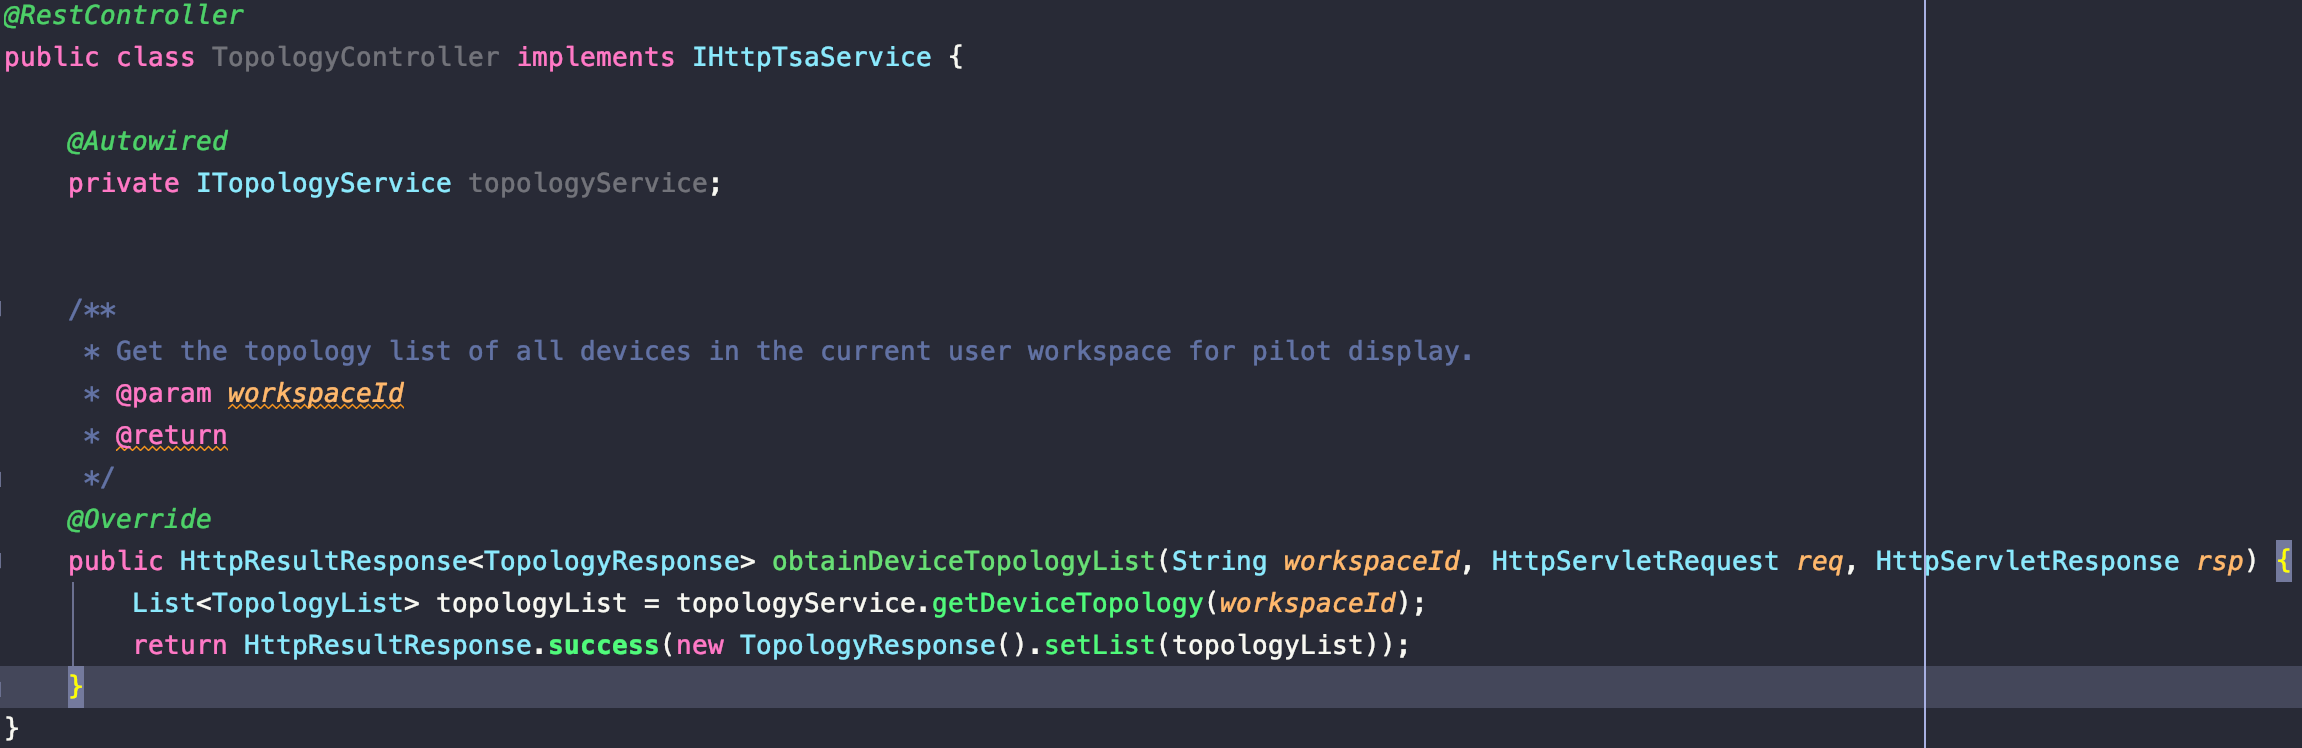 @RestController
public class TopologyController implements IHttpTsaService {
@Autowired
private ITopologyService topologyService;
/**
* Get the topology list of all devices in the current user workspace for pilot display.
* @param workspaceId
* @return
*/
@Override
public HttpResultResponse<TopologyResponse> obtainDeviceTopologyList(String workspaceId, HttpServletRequest req, HttpServletResponse rsp) {
List<TopologyList> topologyList = topologyService.getDeviceTopology(workspaceId);
return HttpResultResponse.success(new TopologyResponse().setList(topologyList));
}
}